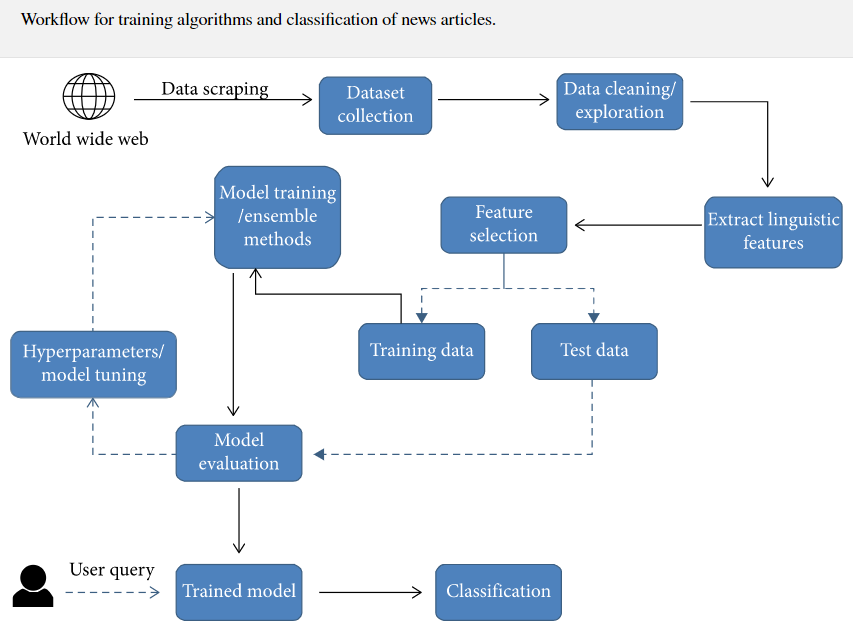 Workflow for training algorithms and classification of news articles.
Data scraping
World wide web
Dataset
collection
Data cleaning/
exploration
Model training
/ensemble
methods
Feature
selection
Extract linguistic
features
Hyperparameters/
model tuning
Training data
Test data
Model
evaluation
User query
Trained model
Classification